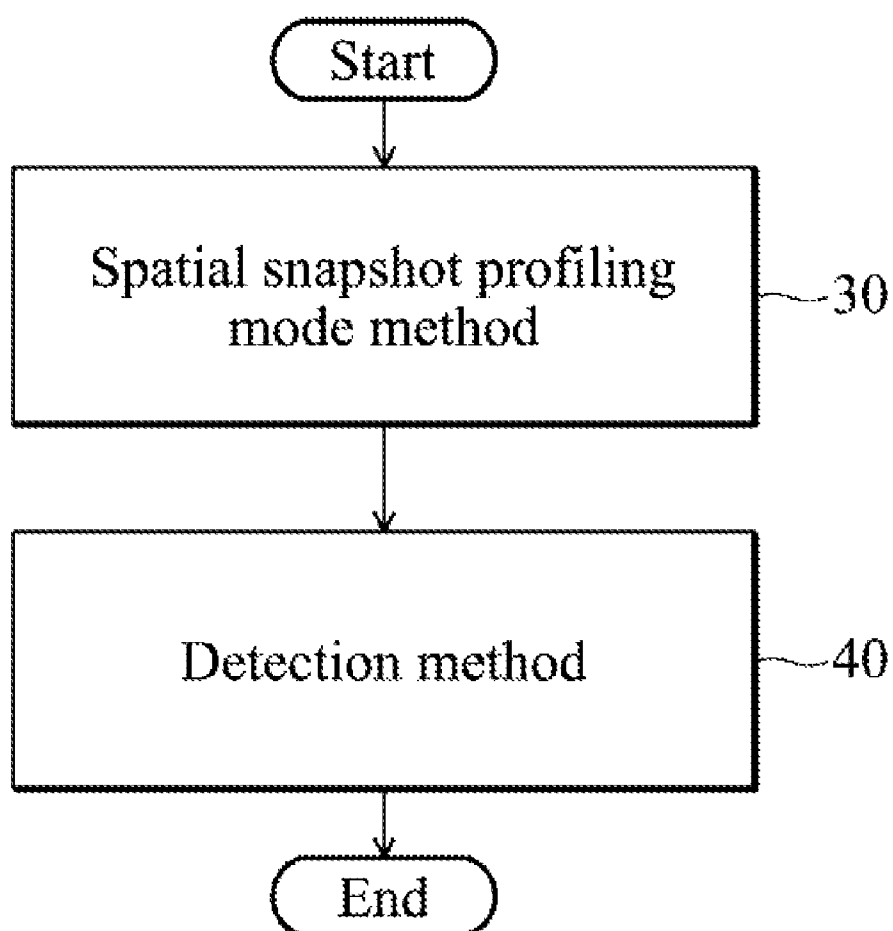 Start
Spatial snapshot profiling
mode method
30
Detection method
40
End